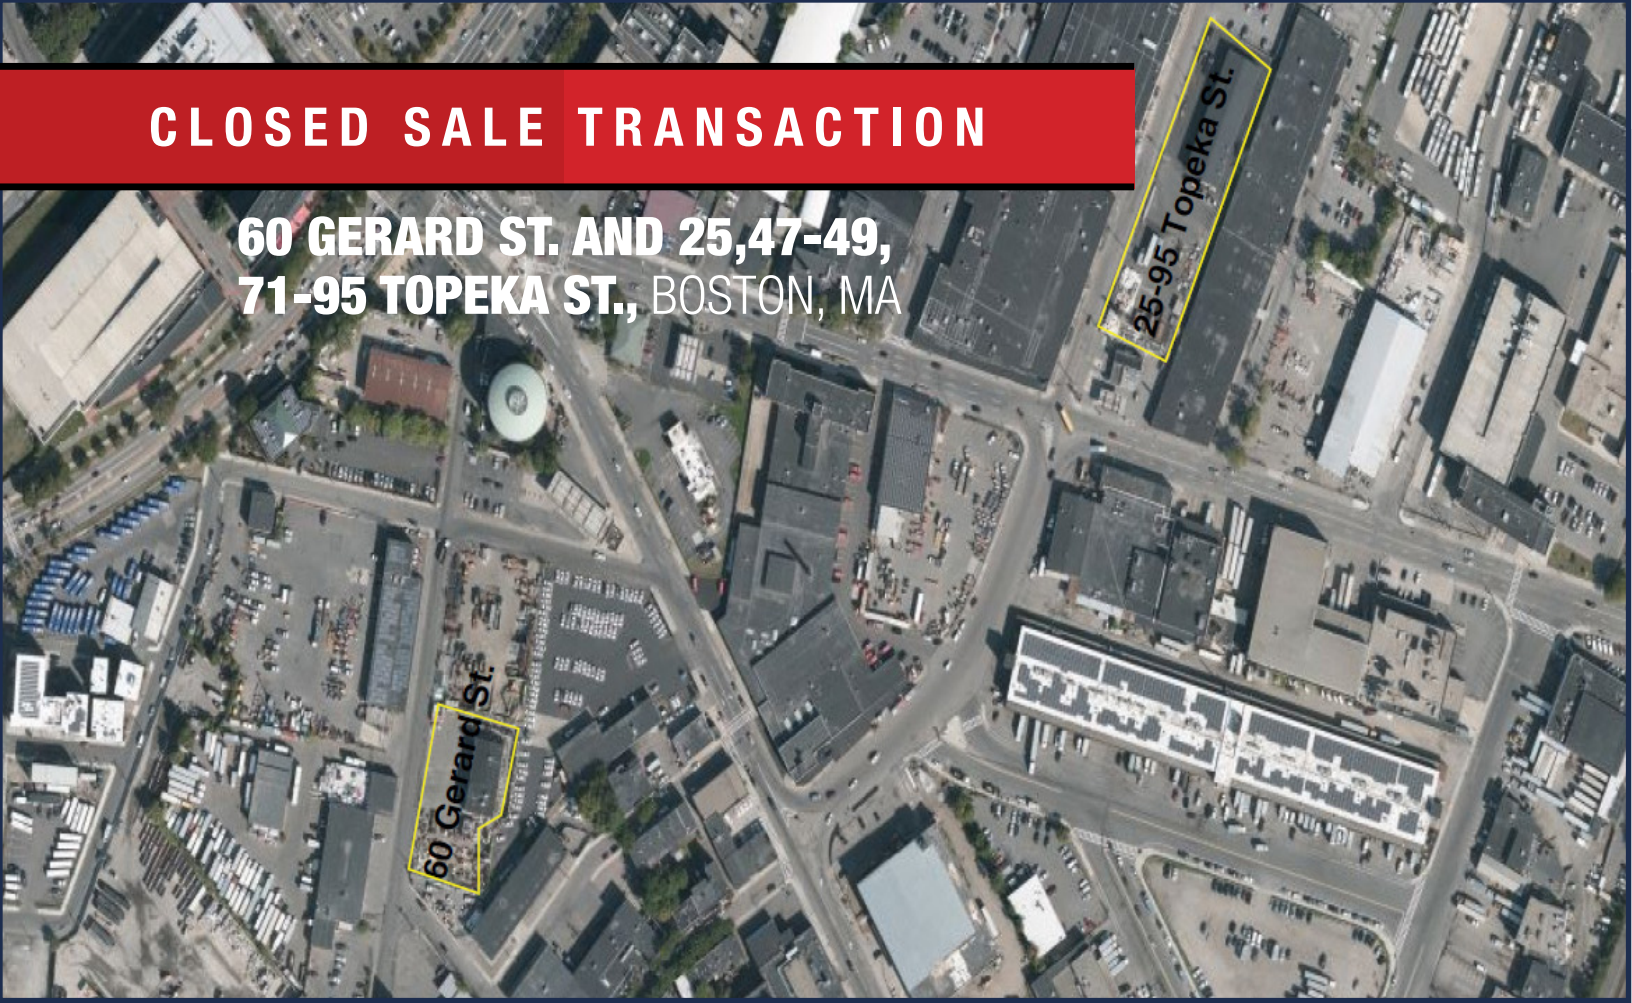 CLOSED SALE TRANSACTION
60 GERARD ST. AND 25,47-49,
71-95 TOPEKA ST., BOSTON, MA
25-95 Topeka St.
60 Gerard St.